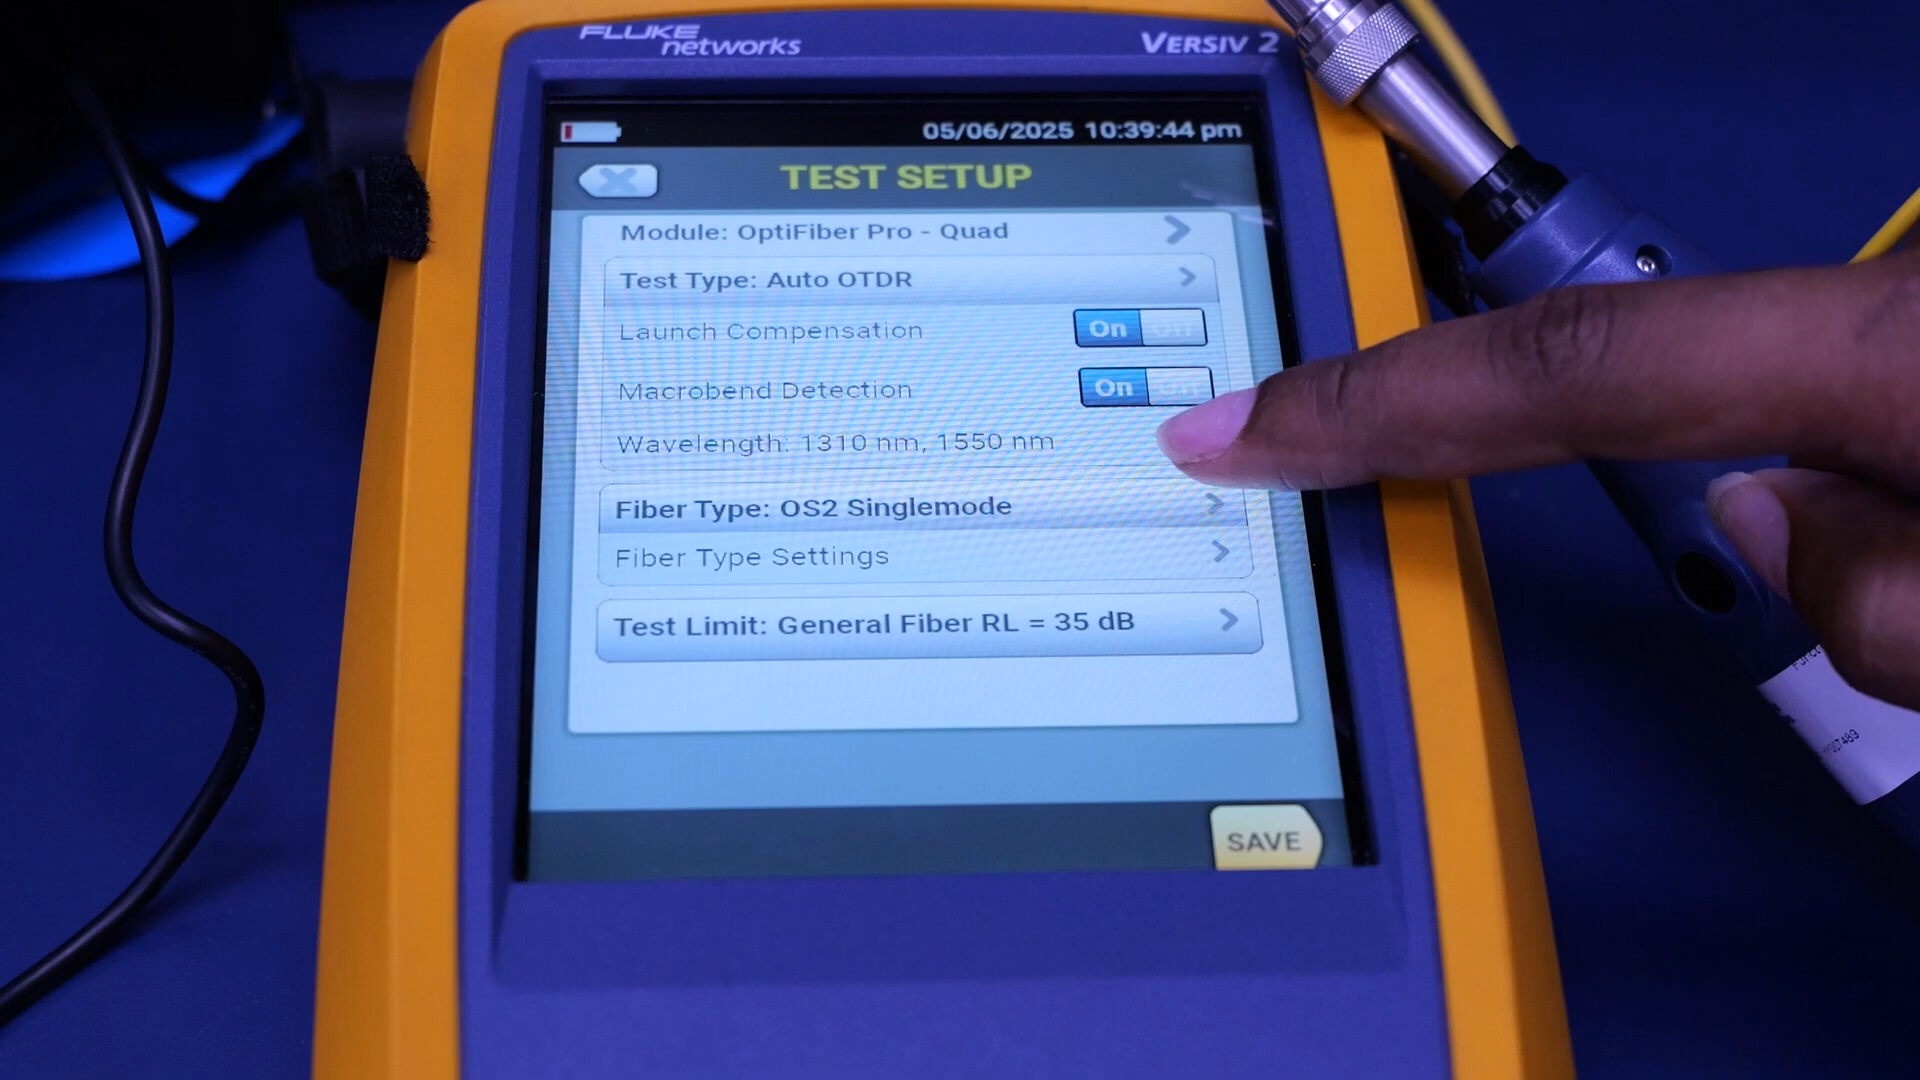 FLUKE
networks
VERSIV 2
05/06/2025 10:39:44 pm
TEST SETUP
Module: OptiFiber Pro - Quad
Test Type: Auto OTDR
Launch Compensation
On Off
Macrobend Detection
On
Wavelength: 1310 nm, 1550 nm
Fiber Type: OS2 Singlemode
Fiber Type Settings
Test Limit: General Fiber RL = 35 dB
SAVE